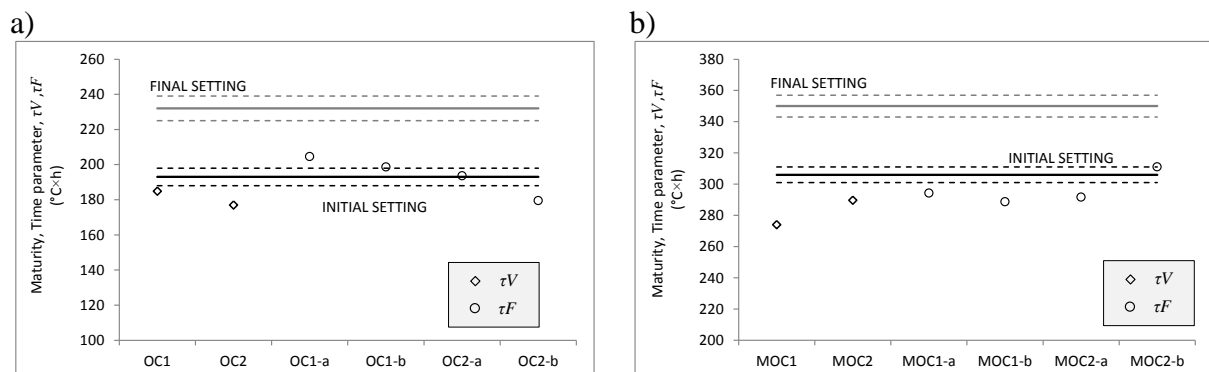 a)
Maturity, Time parameter, τV ,τF
(°C×h)
260
240
220
200
180
160
140
120
100
FINAL SETTING
INITIAL SETTING
τV
τF
OC1 OC2 OC1-a OC1-b OC2-a OC2-b
b)
Maturity, Time parameter, τV ,τF
(°C×h)
380
360
340
320
300
280
260
240
220
200
FINAL SETTING
INITIAL SETTING
τV
τF
MOC1 MOC2 MOC1-a MOC1-b MOC2-a MOC2-b